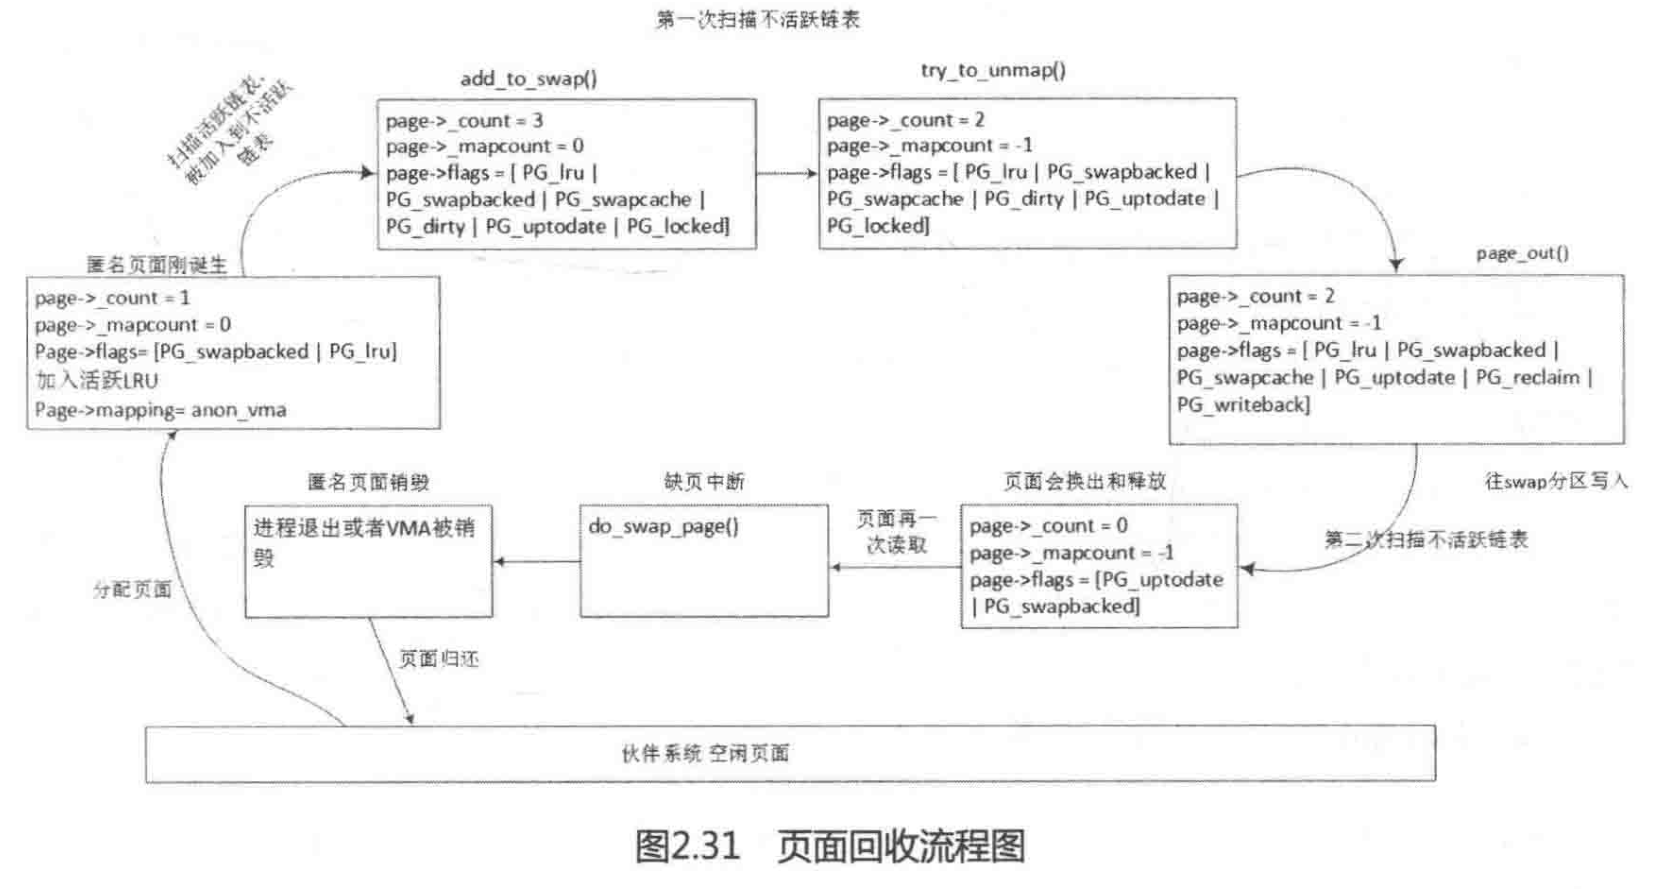 第一次扫描不活跃链表
扫描活跃链表,
被加入到不活跃
链表
add_to_swap()
page->_count = 3
page->_mapcount = 0
page->flags = [ PG_lru |
PG_swapbacked | PG_swapcache |
PG_dirty | PG_uptodate | PG_locked]
try_to_unmap()
page->_count = 2
page->_mapcount = -1
page->flags = [ PG_lru | PG_swapbacked |
PG_swapcache | PG_dirty | PG_uptodate |
PG_locked]
匿名页面刚诞生
page->_count = 1
page->_mapcount = 0
Page->flags= [PG_swapbacked | PG_lru]
加入活跃LRU
Page->mapping= anon_vma
page_out()
page->_count = 2
page->_mapcount = -1
page->flags = [ PG_lru | PG_swapbacked |
PG_swapcache | PG_uptodate | PG_reclaim |
PG_writeback]
往swap分区写入
第二次扫描不活跃链表
页面会换出和释放
page->_count = 0
page->_mapcount = -1
page->flags = [PG_uptodate
| PG_swapbacked]
页面再一
次读取
缺页中断
do_swap_page()
匿名页面销毁
进程退出或者VMA被销
毁
分配页面
页面归还
伙伴系统 空闲页面
图2.31 页面回收流程图